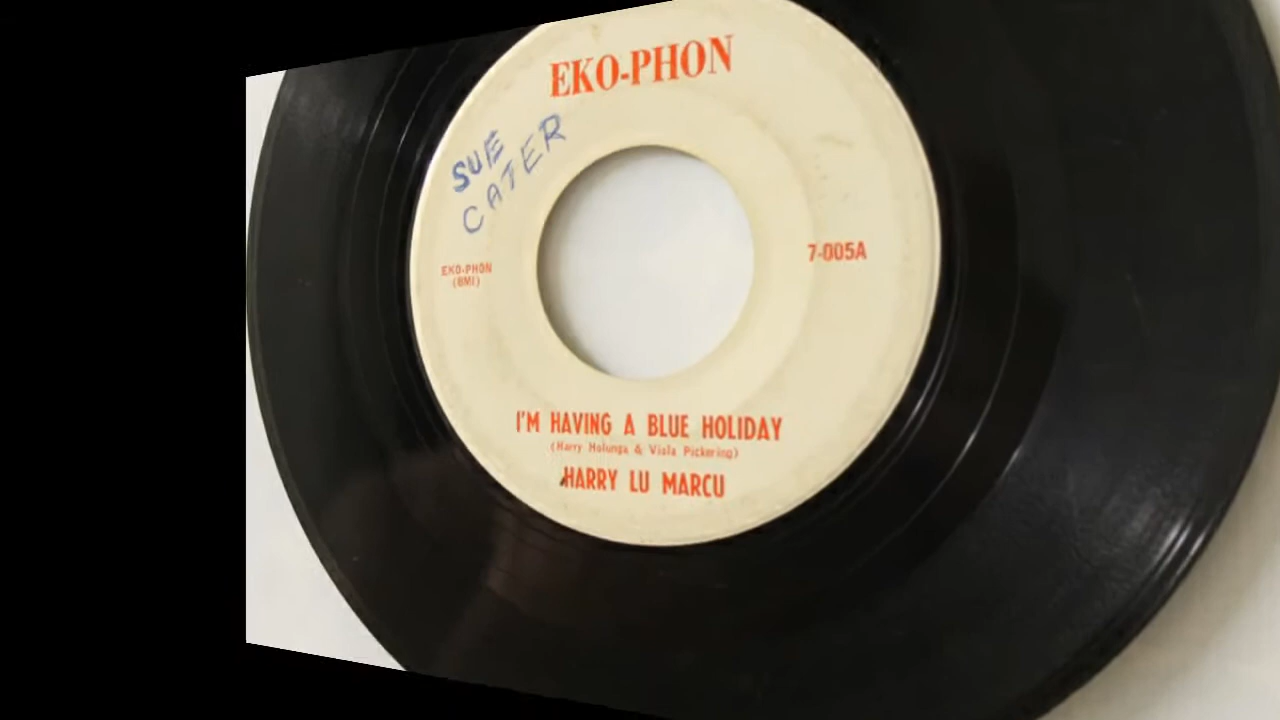 EKO-PHON
SUE
CATER
EKO-PHON
(BMI)
7-005A
I'M HAVING A BLUE HOLIDAY
(Harry Holunga & Viola Pickering)
HARRY LU MARCU